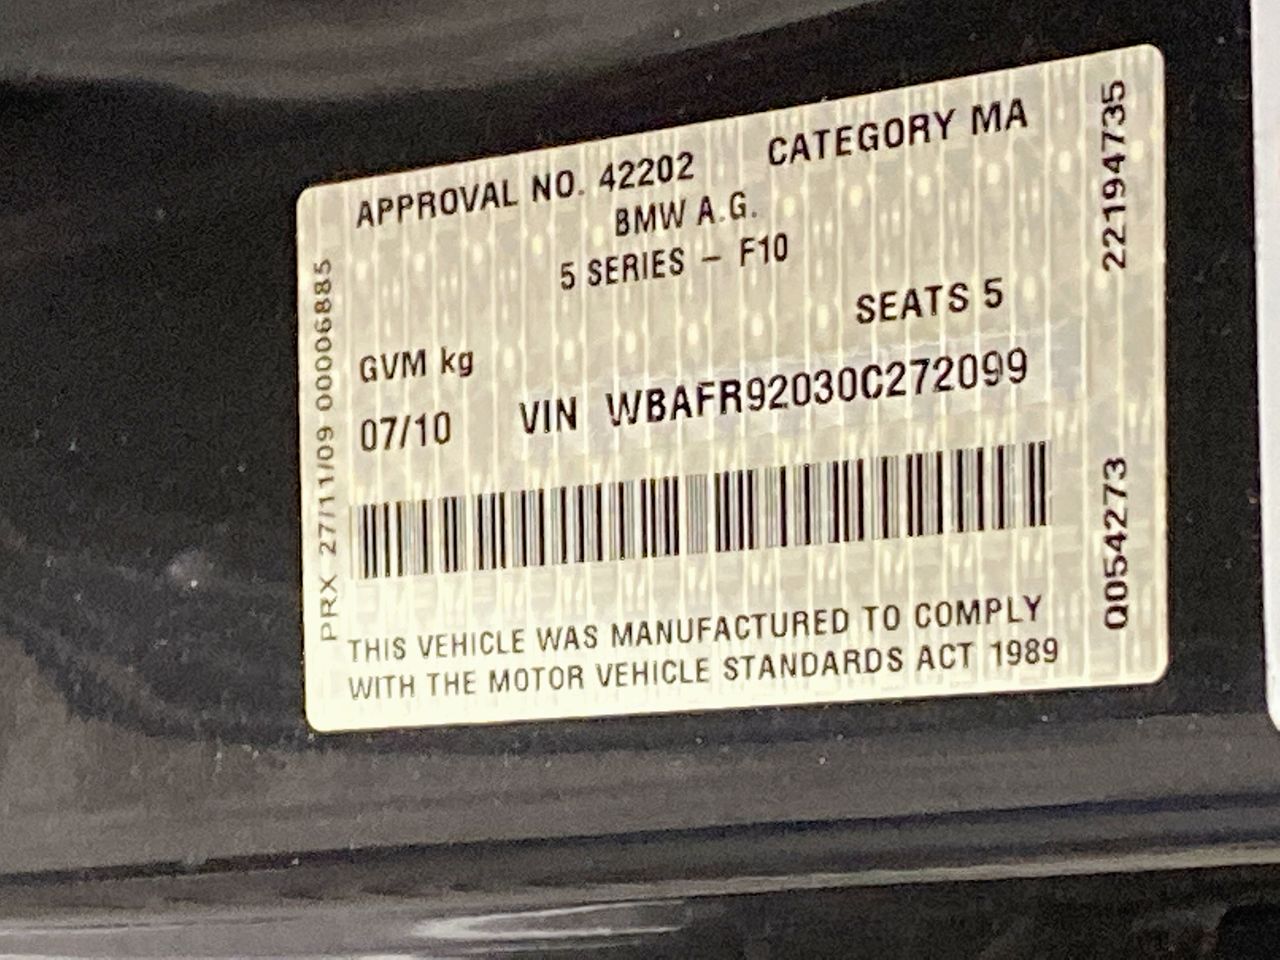 APPROVAL NO. 42202 CATEGORY MA
BMW A.G.
5 SERIES – F10
SEATS 5
GVM kg
07/10 VIN WBAFR92030C272099
THIS VEHICLE WAS MANUFACTURED TO COMPLY
WITH THE MOTOR VEHICLE STANDARDS ACT 1989
PRX 27/11/09 00006885
22194735
Q0542273